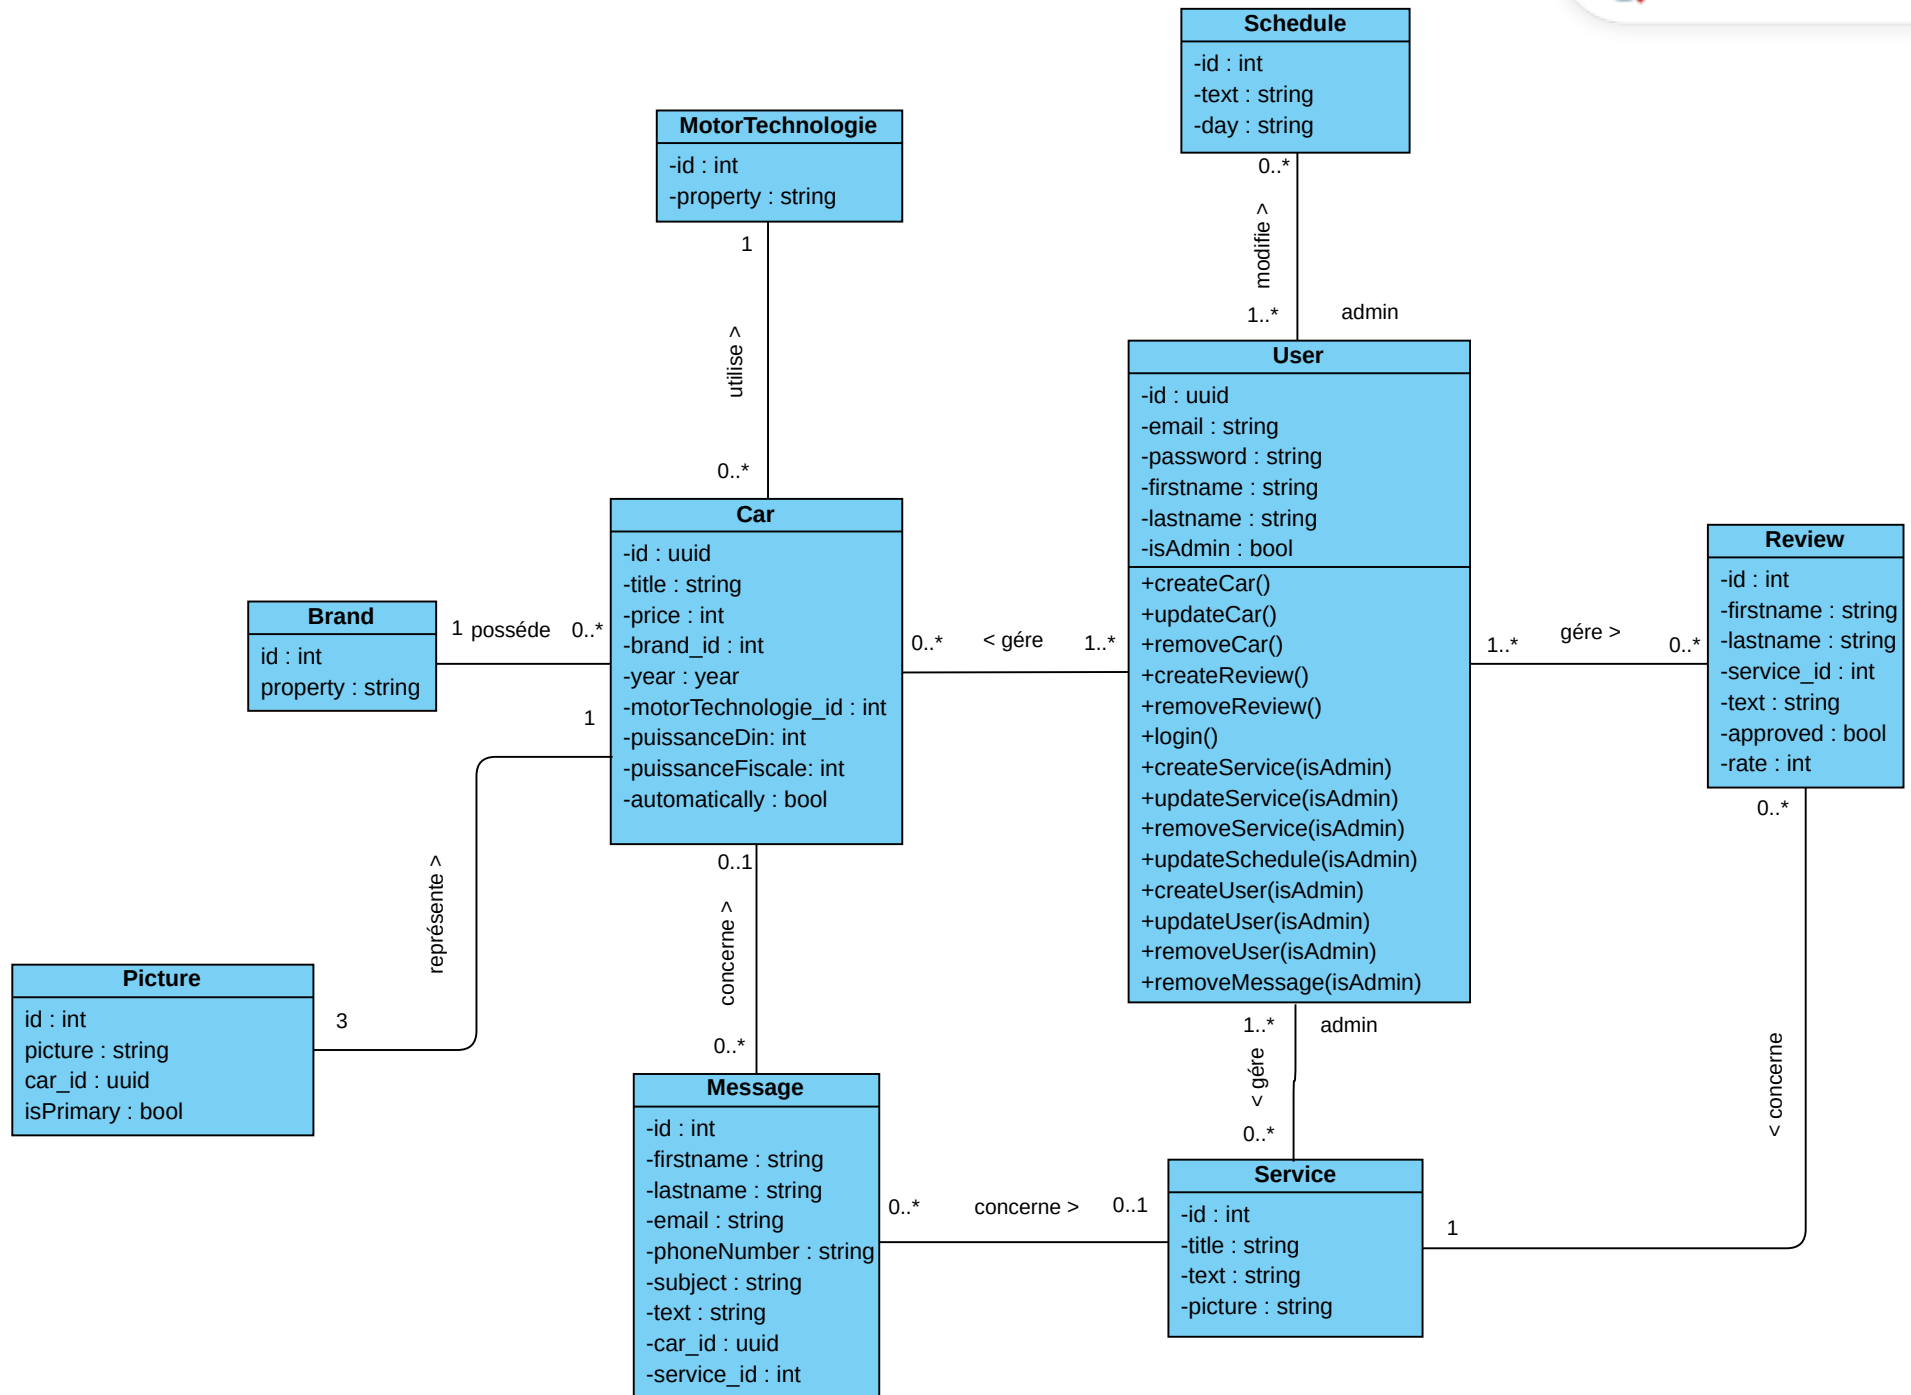 Schedule
-id : int
-text : string
-day : string
0..*
modifie >
1..*
admin
MotorTechnologie
-id : int
-property : string
1
utilise >
0..*
User
-id : uuid
-email : string
-password : string
-firstname : string
-lastname : string
-isAdmin : bool
+createCar()
+updateCar()
+removeCar()
+createReview()
+removeReview()
+login()
+createService(isAdmin)
+updateService(isAdmin)
+removeService(isAdmin)
+updateSchedule(isAdmin)
+createUser(isAdmin)
+updateUser(isAdmin)
+removeUser(isAdmin)
+removeMessage(isAdmin)
Car
-id : uuid
-title : string
-price : int
-brand_id : int
-year : year
-motorTechnologie_id : int
-puissanceDin: int
-puissanceFiscale: int
-automatically : bool
Brand
id : int
property : string
1 posséde 0..*
0..* < gére 1..*
1..* gére > 0..*
Review
-id : int
-firstname : string
-lastname : string
-service_id : int
-text : string
-approved : bool
-rate : int
0..*
< concerne
1
1
représente >
3
Picture
id : int
picture : string
car_id : uuid
isPrimary : bool
0..1
concerne >
0..*
Message
-id : int
-firstname : string
-lastname : string
-email : string
-phoneNumber : string
-subject : string
-text : string
-car_id : uuid
-service_id : int
0..* concerne > 0..1
1..* admin
< gére
0..*
Service
-id : int
-title : string
-text : string
-picture : string